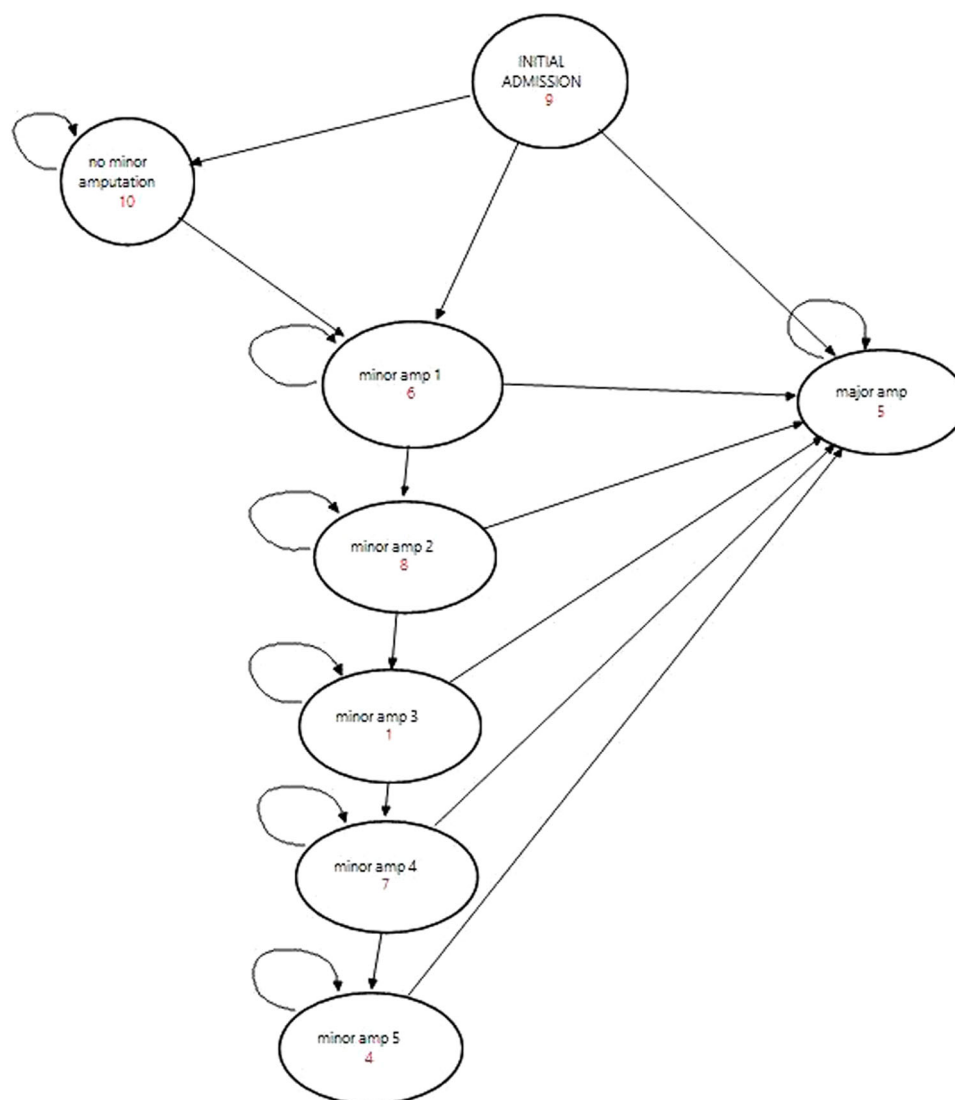 INITIAL
ADMISSION
9
no minor
amputation
10
minor amp 1
6
major amp
5
minor amp 2
8
minor amp 3
1
minor amp 4
7
minor amp 5
4